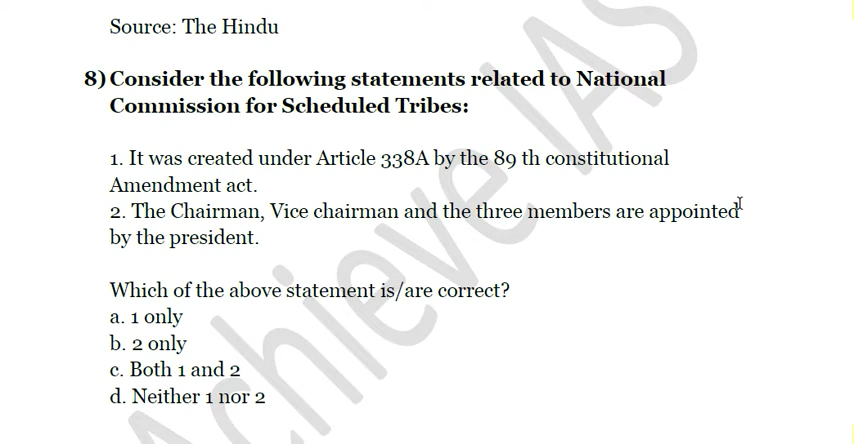 Source: The Hindu
8) Consider the following statements related to National
Commission for Scheduled Tribes:
1. It was created under Article 338A by the 89 th constitutional
Amendment act.
2. The Chairman, Vice chairman and the three members are appointed
by the president.
Which of the above statement is/are correct?
a. 1 only
b. 2 only
c. Both 1 and 2
d. Neither 1 nor 2
Achieve IAS